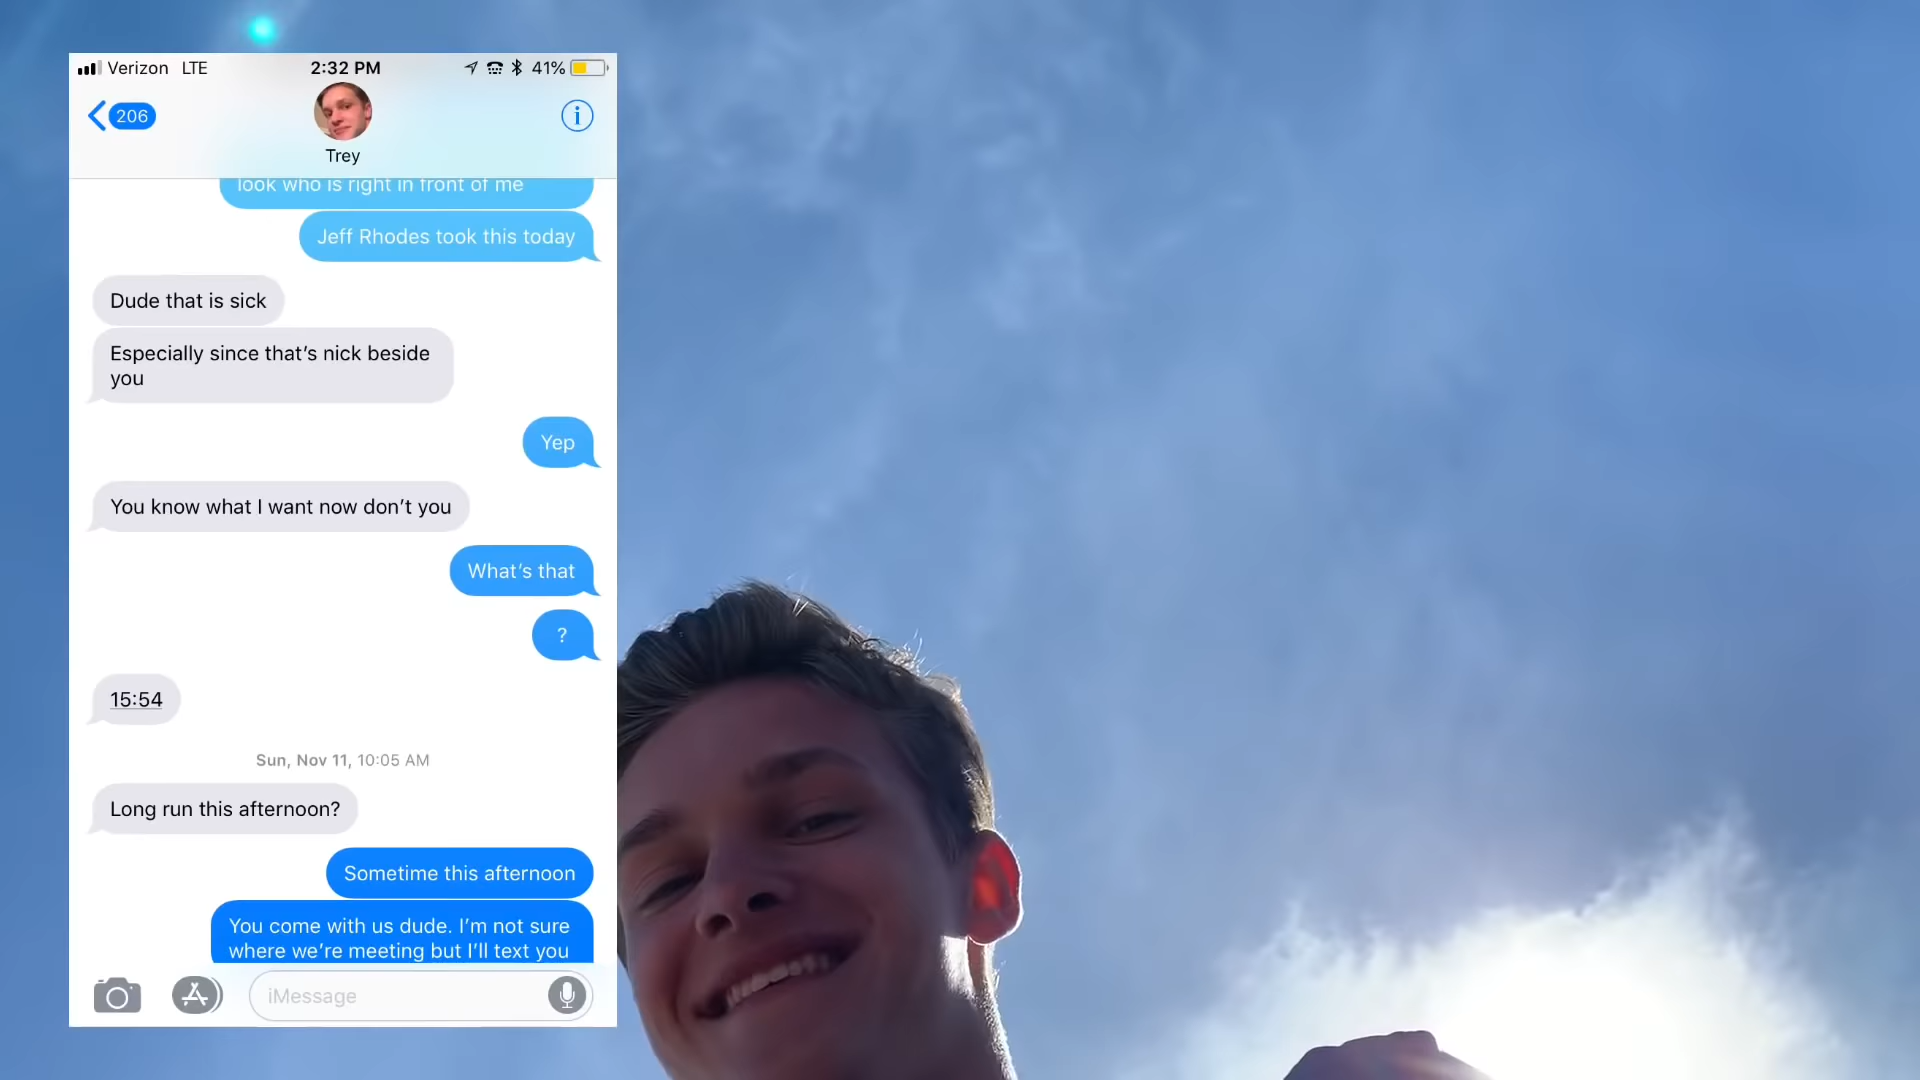 Verizon LTE 2:32 PM 41%
206
Trey
look who is right in front of me
Jeff Rhodes took this today
Dude that is sick
Especially since that’s nick beside
you
Yep
You know what I want now don’t you
What’s that
?
15:54
Sun, Nov 11, 10:05 AM
Long run this afternoon?
Sometime this afternoon
You come with us dude. I’m not sure
where we’re meeting but I’ll text you
iMessage